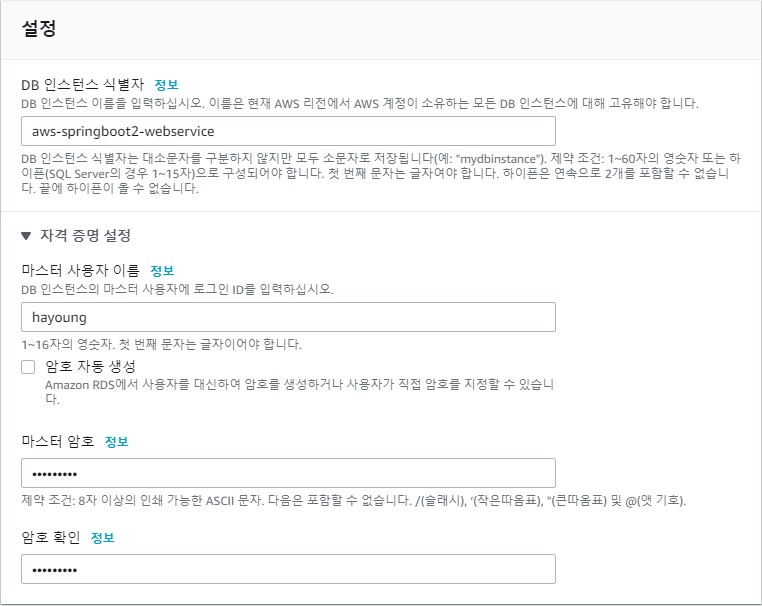 설정
DB 인스턴스 식별자 정보
DB 인스턴스 이름을 입력하십시오. 이름은 현재 AWS 리전에서 AWS 계정이 소유하는 모든 DB 인스턴스에 대해 고유해야 합니다.
aws-springboot2-webservice
DB 인스턴스 식별자는 대소문자를 구분하지 않지만 모두 소문자로 저장됩니다(예: "mydbinstance"). 제약 조건: 1~60자의 영숫자 또는 하
이픈(SQL Server의 경우 1~15자)으로 구성되어야 합니다. 첫 번째 문자는 글자여야 합니다. 하이픈은 연속으로 2개를 포함할 수 없습니
다. 끝에 하이픈이 올 수 없습니다.
▼ 자격 증명 설정
마스터 사용자 이름 정보
DB 인스턴스의 마스터 사용자에 로그인 ID를 입력하십시오.
hayoung
1~16자의 영숫자. 첫 번째 문자는 글자이어야 합니다.
암호 자동 생성
Amazon RDS에서 사용자를 대신하여 암호를 생성하거나 사용자가 직접 암호를 지정할 수 있습니
다.
마스터 암호 정보
•••••••••
제약 조건: 8자 이상의 인쇄 가능한 ASCII 문자. 다음은 포함할 수 없습니다. /(슬래시), '(작은따옴표), "(큰따옴표) 및 @(앳 기호).
암호 확인 정보
•••••••••